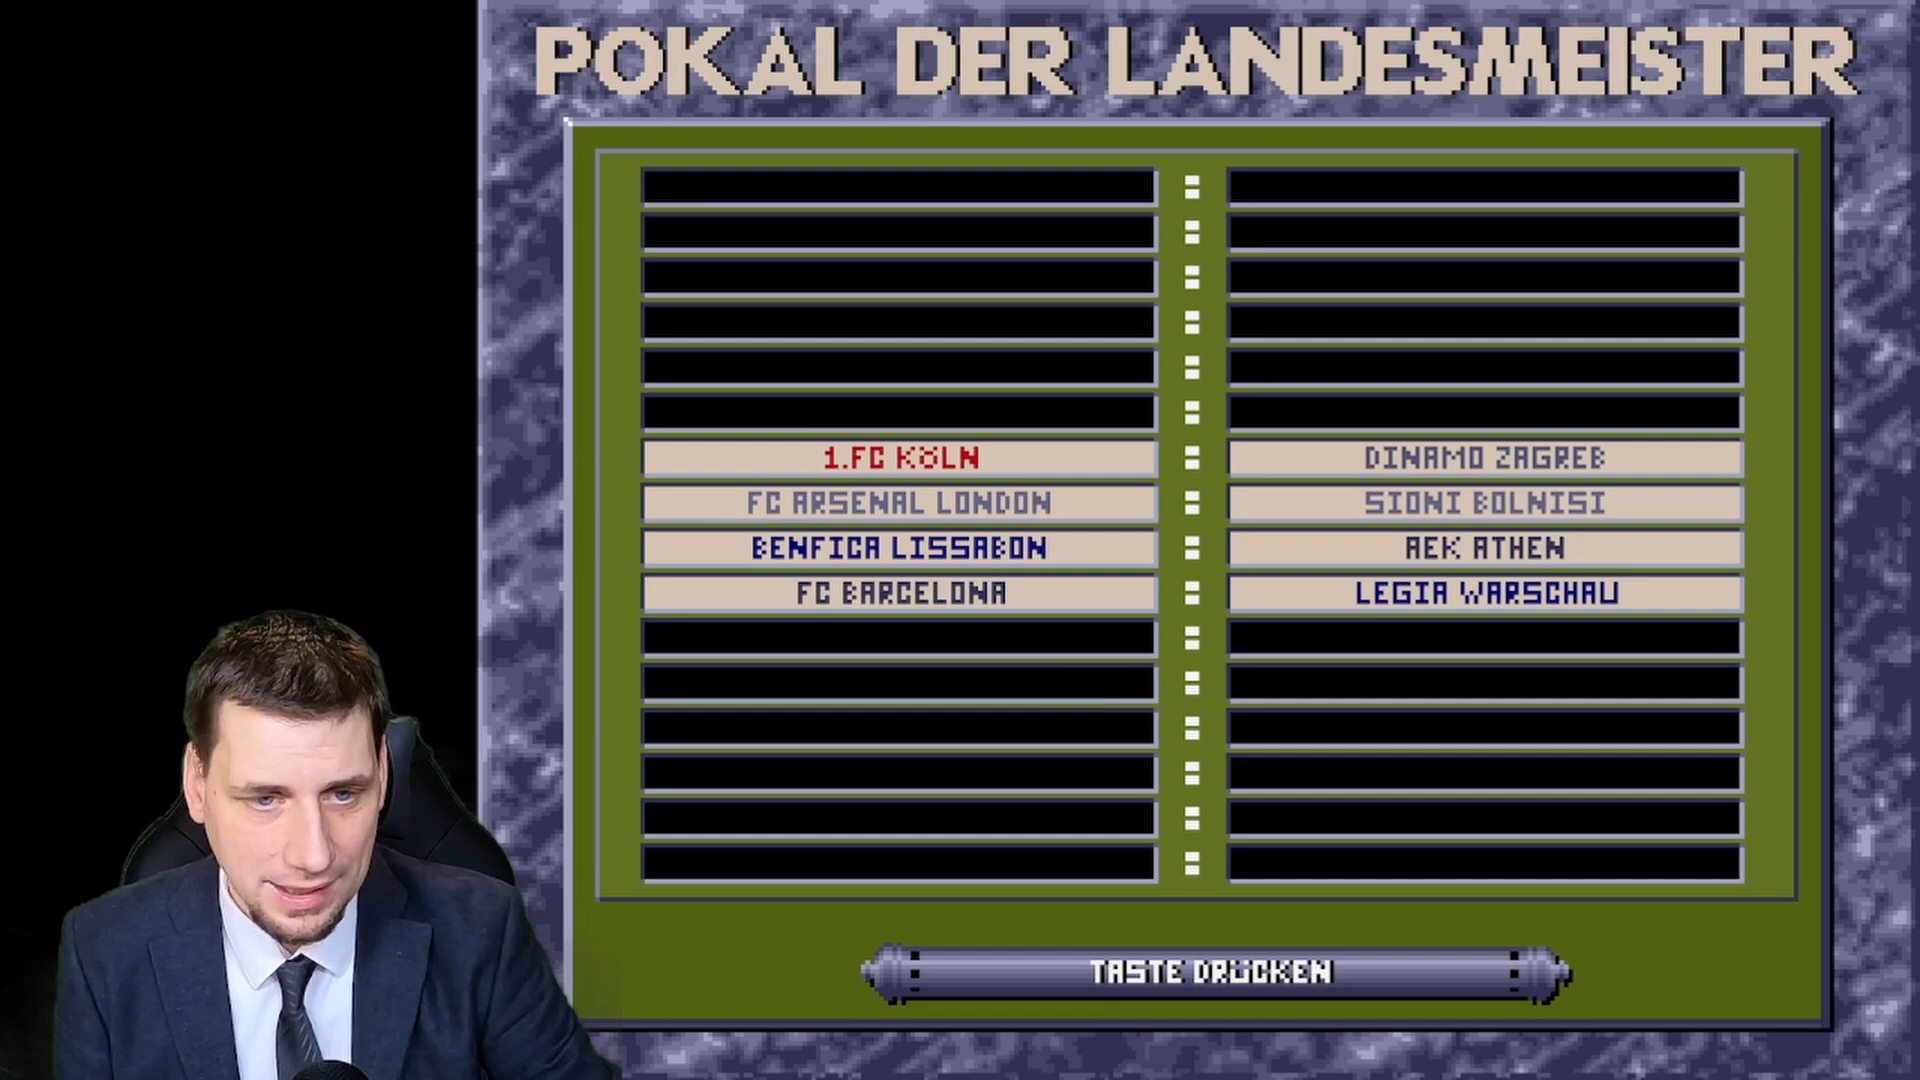 POKAL DER LANDESMEISTER
1.FC KÖLN : DINAMO ZAGREB
FC ARSENAL LONDON : SIONI BOLNISI
BENFICA LISSABON : AEK ATHEN
FC BARCELONA : LEGIA WARSCHAU
TASTE DRÜCKEN